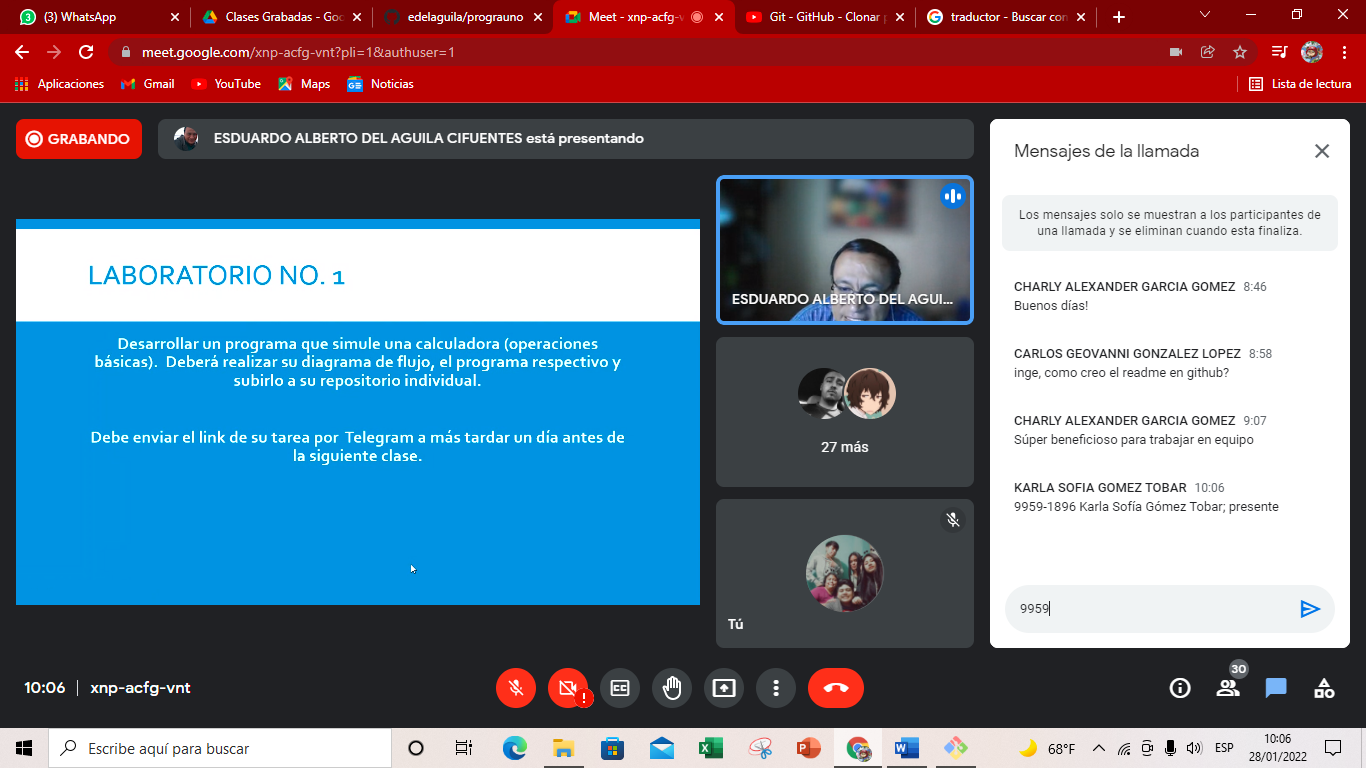 (3) WhatsApp
Clases Grabadas - Goo
edelaguila/prograuno
Meet - xnp-acfg-v
Git - GitHub - Clonar p
traductor - Buscar con
meet.google.com/xnp-acfg-vnt?pli=1&authuser=1
Aplicaciones
Gmail
YouTube
Maps
Noticias
Lista de lectura
GRABANDO
ESDUARDO ALBERTO DEL AGUILA CIFUENTES está presentando
LABORATORIO NO. 1
Desarrollar un programa que simule una calculadora (operaciones
básicas). Deberá realizar su diagrama de flujo, el programa respectivo y
subirlo a su repositorio individual.
Debe enviar el link de su tarea por Telegram a más tardar un día antes de
la siguiente clase.
ESDUARDO ALBERTO DEL AGUI...
27 más
Tú
Mensajes de la llamada
Los mensajes solo se muestran a los participantes de
una llamada y se eliminan cuando esta finaliza.
CHARLY ALEXANDER GARCIA GOMEZ 8:46
Buenos días!
CARLOS GEOVANNI GONZALEZ LOPEZ 8:58
inge, como creo el readme en github?
CHARLY ALEXANDER GARCIA GOMEZ 9:07
Súper beneficioso para trabajar en equipo
KARLA SOFIA GOMEZ TOBAR 10:06
9959-1896 Karla Sofía Gómez Tobar; presente
9959
10:06 | xnp-acfg-vnt
30
Escribe aquí para buscar
68°F
ESP
10:06
28/01/2022